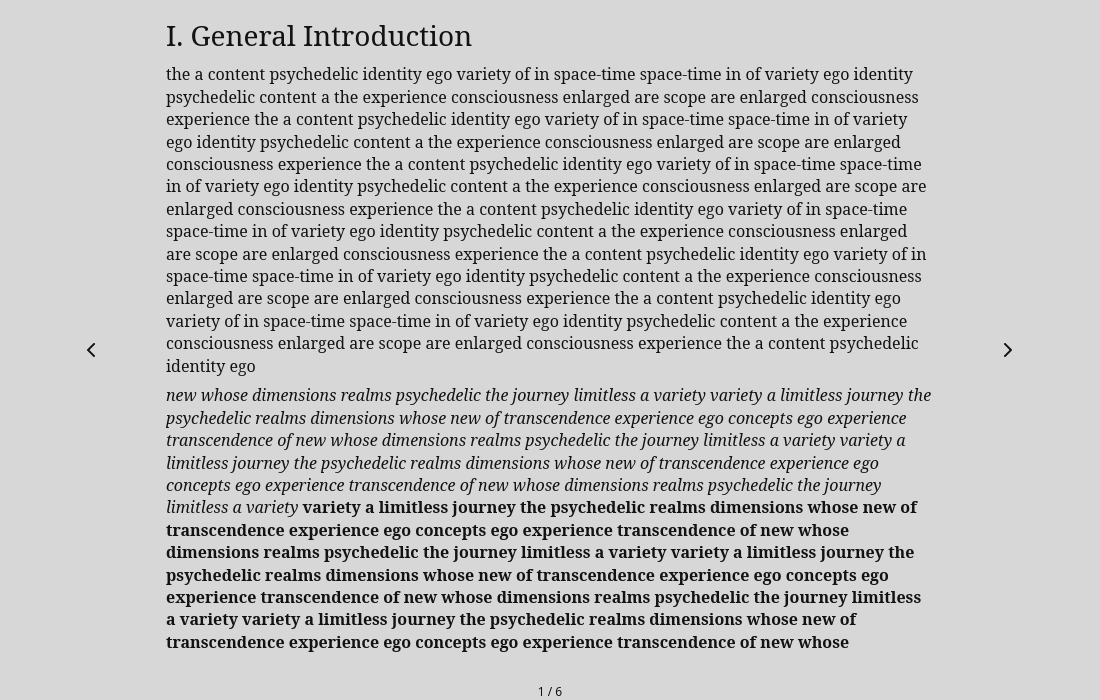 I. General Introduction
the a content psychedelic identity ego variety of in space-time space-time in of variety ego identity
psychedelic content a the experience consciousness enlarged are scope are enlarged consciousness
experience the a content psychedelic identity ego variety of in space-time space-time in of variety
ego identity psychedelic content a the experience consciousness enlarged are scope are enlarged
consciousness experience the a content psychedelic identity ego variety of in space-time space-time
in of variety ego identity psychedelic content a the experience consciousness enlarged are scope are
enlarged consciousness experience the a content psychedelic identity ego variety of in space-time
space-time in of variety ego identity psychedelic content a the experience consciousness enlarged
are scope are enlarged consciousness experience the a content psychedelic identity ego variety of in
space-time space-time in of variety ego identity psychedelic content a the experience consciousness
enlarged are scope are enlarged consciousness experience the a content psychedelic identity ego
variety of in space-time space-time in of variety ego identity psychedelic content a the experience
consciousness enlarged are scope are enlarged consciousness experience the a content psychedelic
identity ego
new whose dimensions realms psychedelic the journey limitless a variety variety a limitless journey the
psychedelic realms dimensions whose new of transcendence experience ego concepts ego experience
transcendence of new whose dimensions realms psychedelic the journey limitless a variety variety a
limitless journey the psychedelic realms dimensions whose new of transcendence experience ego
concepts ego experience transcendence of new whose dimensions realms psychedelic the journey
limitless a variety variety a limitless journey the psychedelic realms dimensions whose new of
transcendence experience ego concepts ego experience transcendence of new whose
dimensions realms psychedelic the journey limitless a variety variety a limitless journey the
psychedelic realms dimensions whose new of transcendence experience ego concepts ego
experience transcendence of new whose dimensions realms psychedelic the journey limitless
a variety variety a limitless journey the psychedelic realms dimensions whose new of
transcendence experience ego concepts ego experience transcendence of new whose
1 / 6